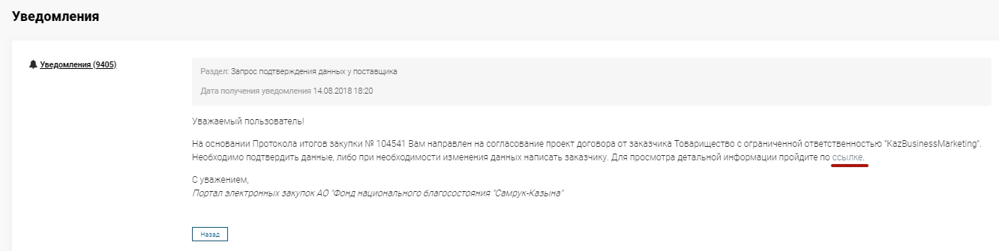 Уведомления
Уведомления (9405)
Раздел: Запрос подтверждения данных у поставщика
Дата получения уведомления 14.08.2018 18:20
Уважаемый пользователь!
На основании Протокола итогов закупки № 104541 Вам направлен на согласование проект договора от заказчика Товарищество с ограниченной ответственностью "KazBusinessMarketing".
Необходимо подтвердить данные, либо при необходимости изменения данных написать заказчику. Для просмотра детальной информации пройдите по ссылке.
С уважением,
Портал электронных закупок АО "Фонд национального благосостояния "Самрук-Казына"
Назад